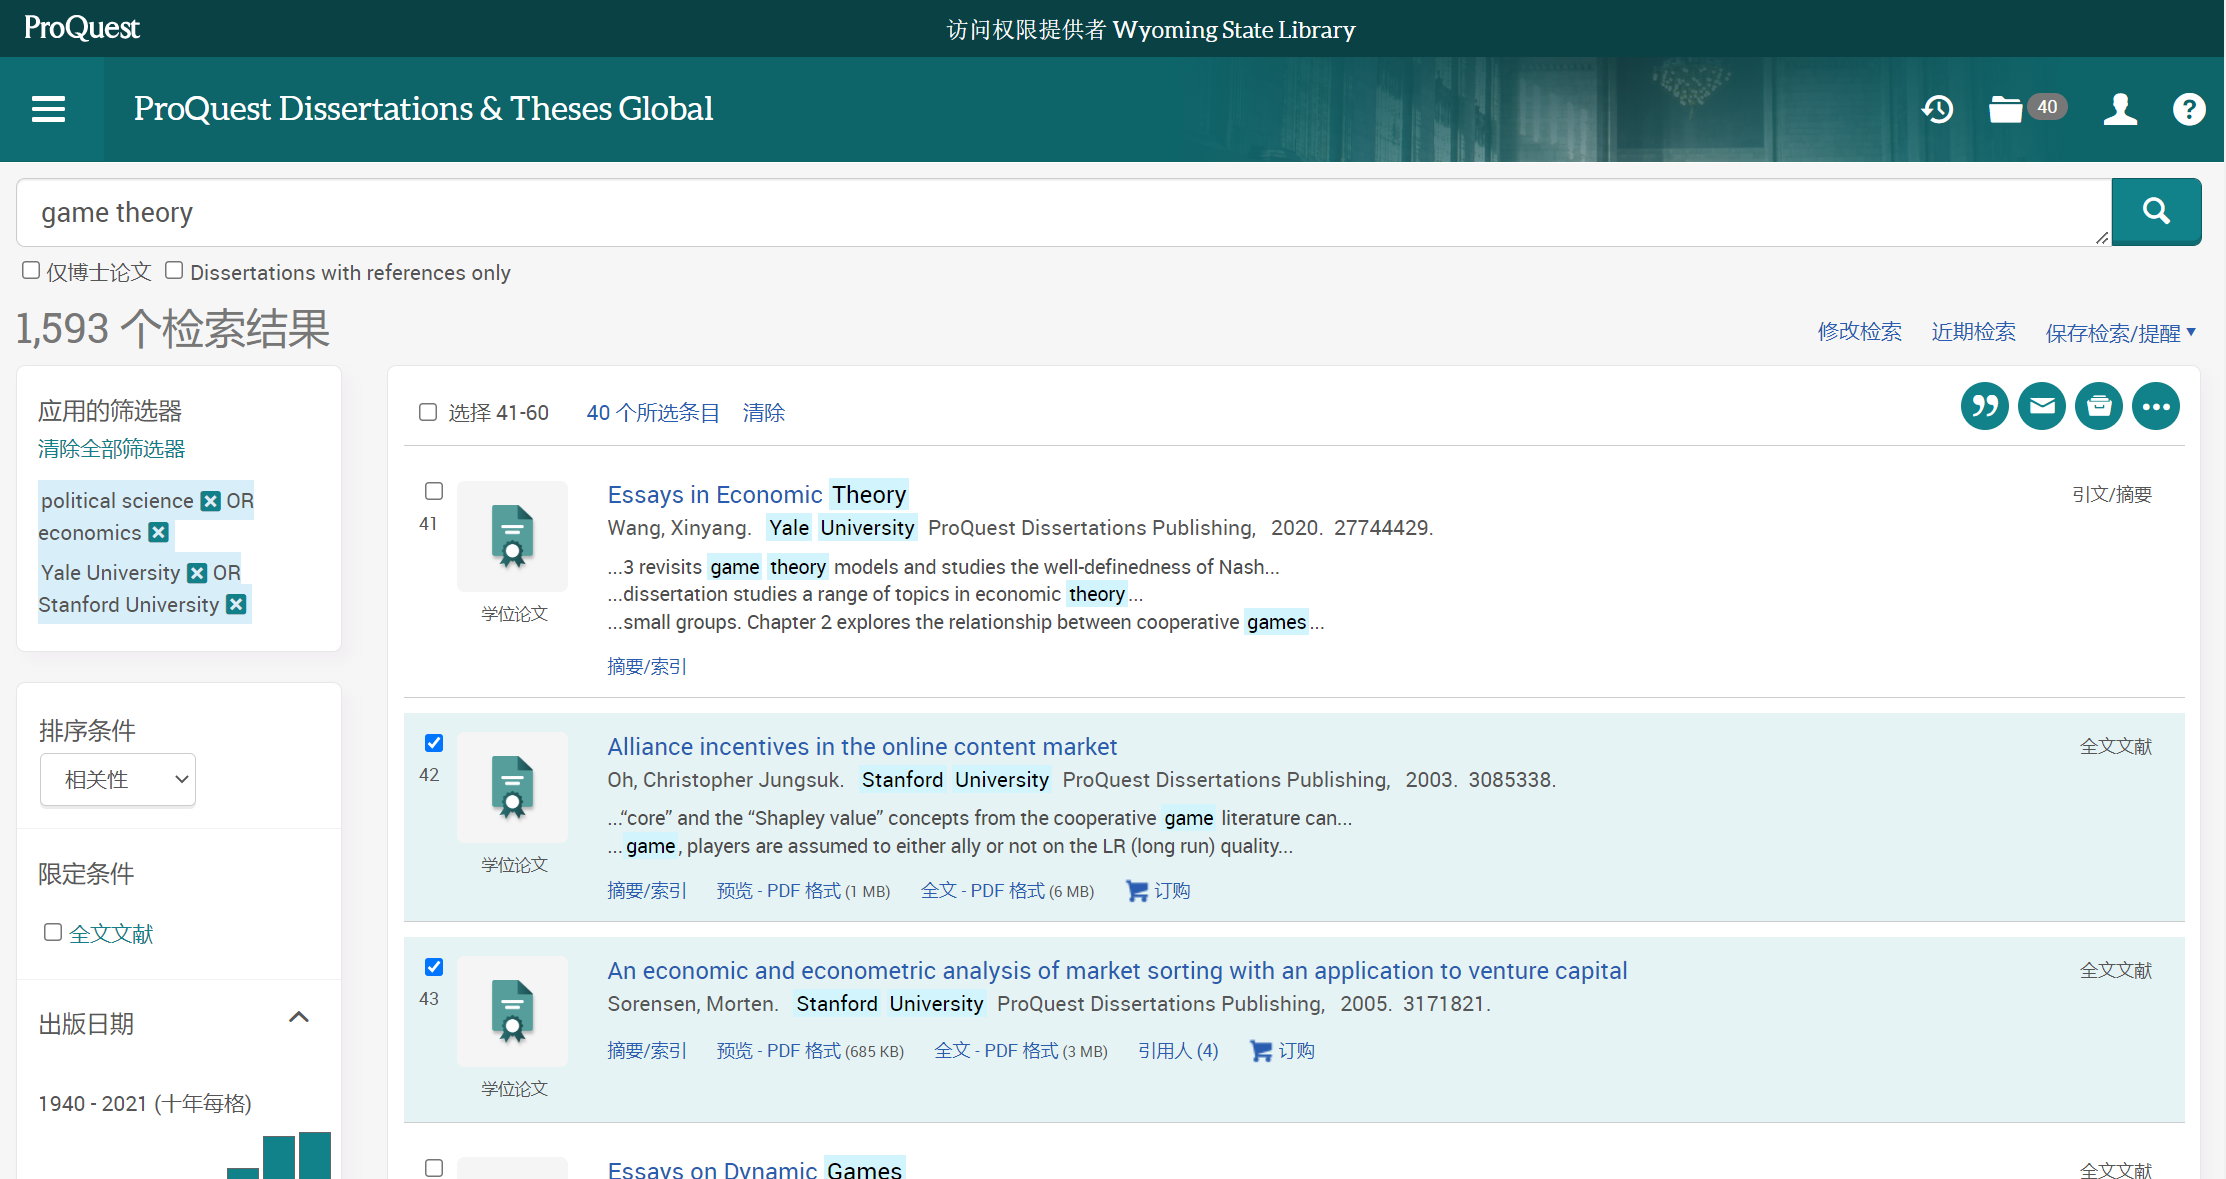 ProQuest
访问权限提供者 Wyoming State Library
ProQuest Dissertations & Theses Global
40
game theory
仅博士论文 Dissertations with references only
1,593 个检索结果
修改检索 近期检索 保存检索/提醒
应用的筛选器
清除全部筛选器
political science OR
economics
Yale University OR
Stanford University
排序条件
相关性
限定条件
全文文献
出版日期
1940 - 2021 (十年每格)
选择 41-60 40 个所选条目 清除
41
学位论文
Essays in Economic Theory
引文/摘要
Wang, Xinyang. Yale University ProQuest Dissertations Publishing, 2020. 27744429.
...3 revisits game theory models and studies the well-definedness of Nash...
...dissertation studies a range of topics in economic theory...
...small groups. Chapter 2 explores the relationship between cooperative games...
摘要/索引
42
学位论文
Alliance incentives in the online content market
全文文献
Oh, Christopher Jungsuk. Stanford University ProQuest Dissertations Publishing, 2003. 3085338.
...“core” and the “Shapley value” concepts from the cooperative game literature can...
...game, players are assumed to either ally or not on the LR (long run) quality...
摘要/索引 预览 - PDF 格式 (1 MB) 全文 - PDF 格式 (6 MB) 订购
43
学位论文
An economic and econometric analysis of market sorting with an application to venture capital
全文文献
Sorensen, Morten. Stanford University ProQuest Dissertations Publishing, 2005. 3171821.
摘要/索引 预览 - PDF 格式 (685 KB) 全文 - PDF 格式 (3 MB) 引用人 (4) 订购
Essays on Dynamic Games
全文文献